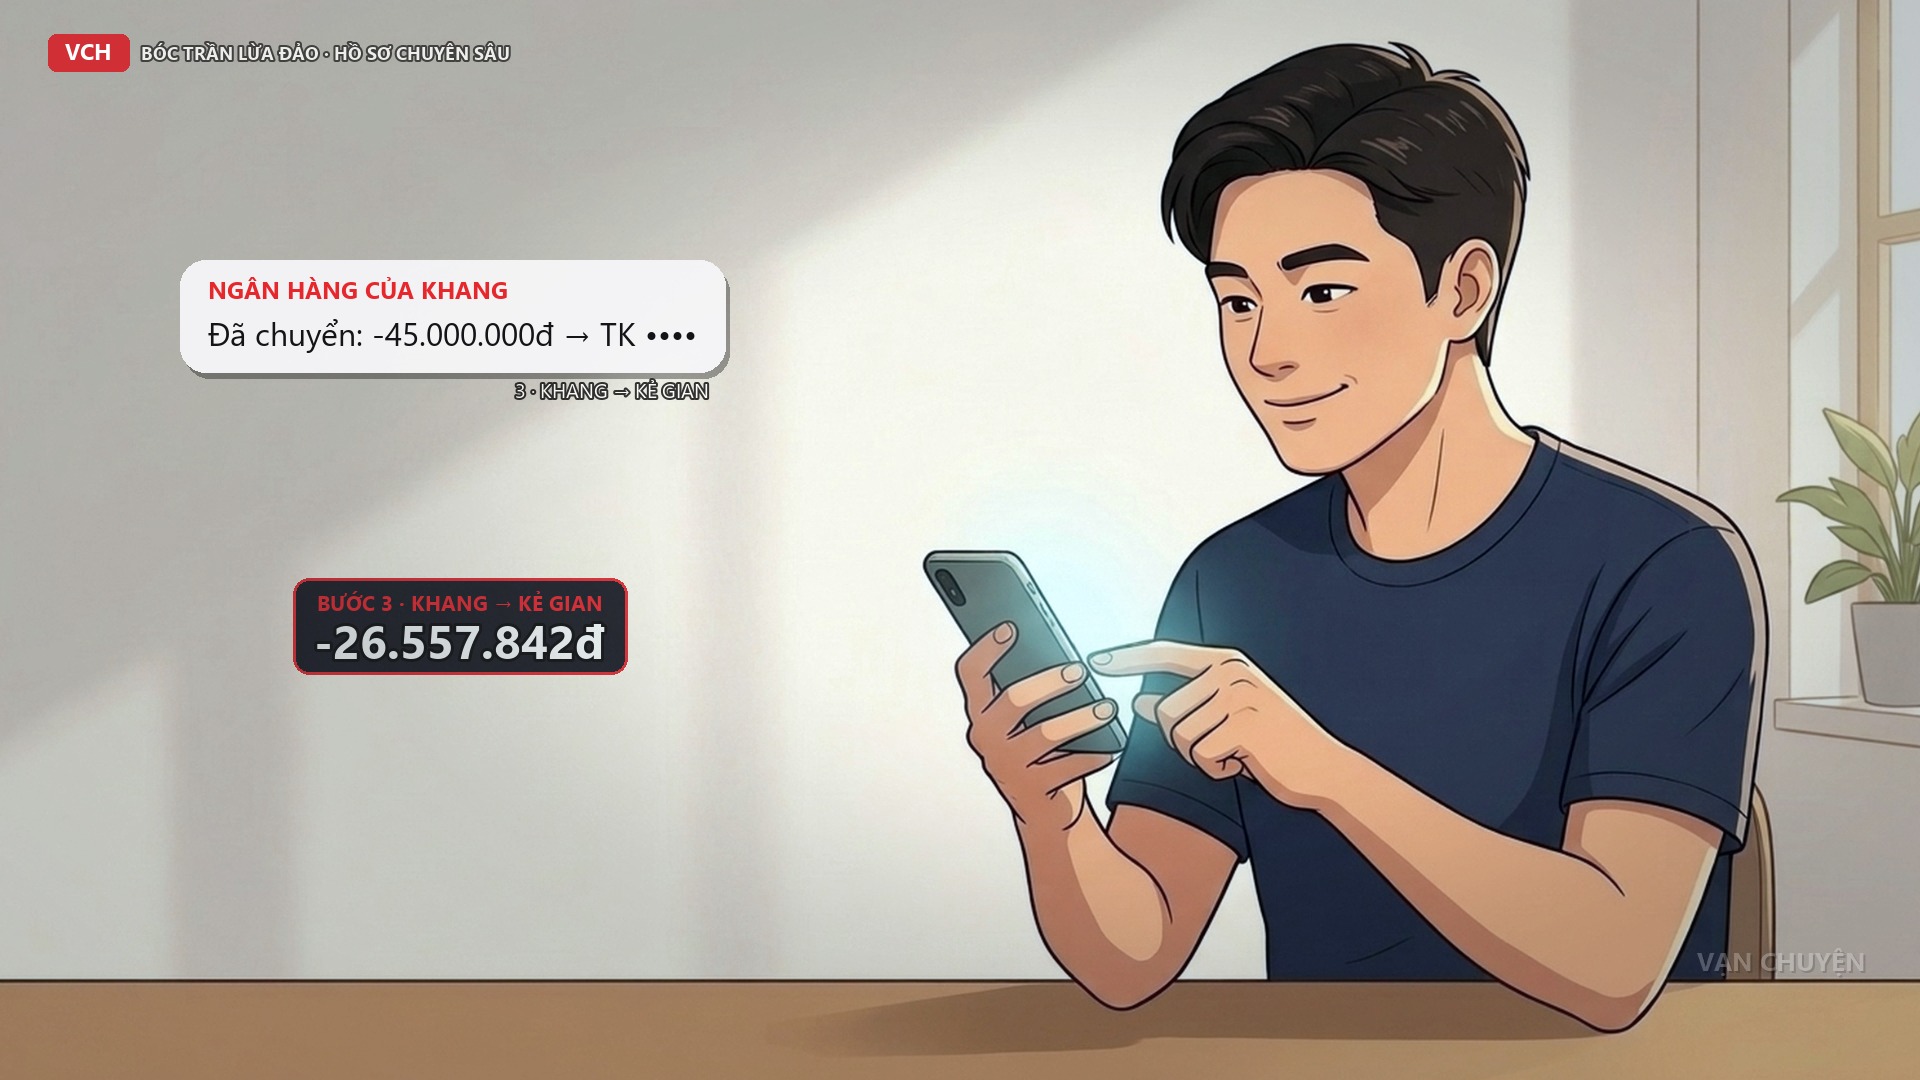 VCH BÓC TRẦN LỪA ĐẢO · HỒ SƠ CHUYÊN SÂU
NGÂN HÀNG CỦA KHANG
Đã chuyển: -45.000.000đ → TK ••••
3 · KHANG → KẺ GIAN
BƯỚC 3 · KHANG → KẺ GIAN
-26.557.842đ
VẠN CHUYỆN